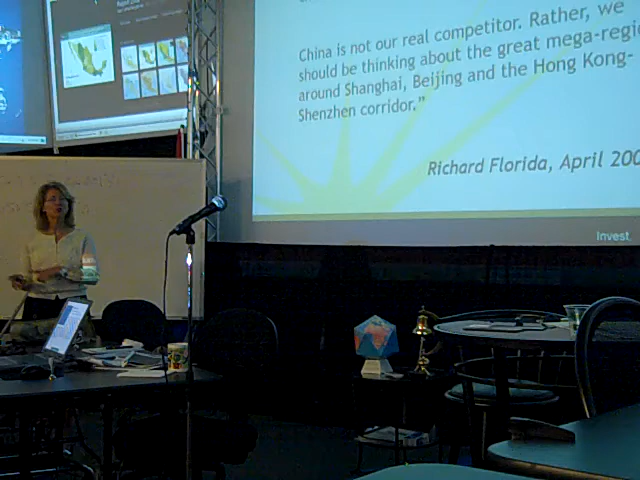 China is not our real competitor. Rather, we
should be thinking about the great mega-regi
around Shanghai, Beijing and the Hong Kong-
Shenzhen corridor.”
Richard Florida, April 200
Invest